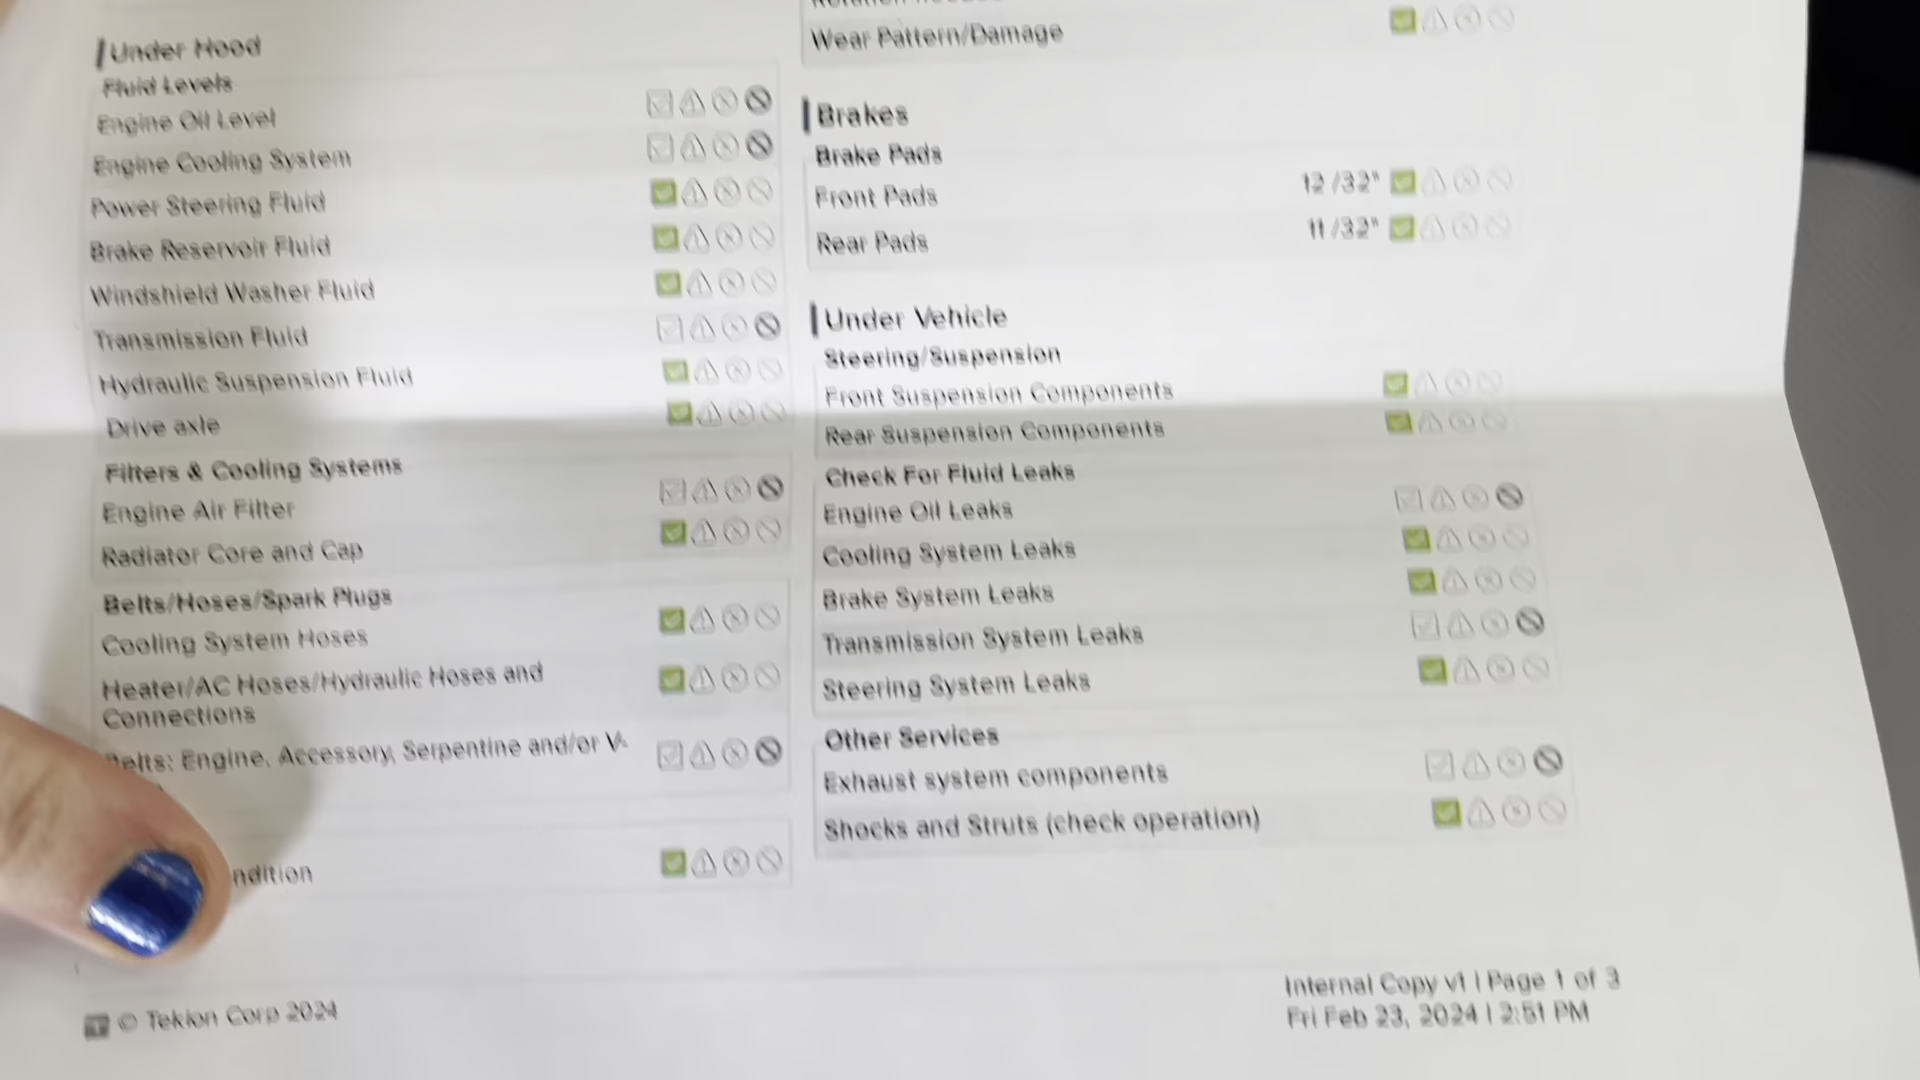 Under Hood
Fluid Levels
Engine Oil Level
Engine Cooling System
Power Steering Fluid
Brake Reservoir Fluid
Windshield Washer Fluid
Transmission Fluid
Hydraulic Suspension Fluid
Drive axle
Filters & Cooling Systems
Engine Air Filter
Radiator Core and Cap
Belts/Hoses/Spark Plugs
Cooling System Hoses
Heater/AC Hoses/Hydraulic Hoses and
Connections
Belts: Engine, Accessory, Serpentine and/or V-
ndition
Wear Pattern/Damage
Brakes
Brake Pads
Front Pads 12 /32"
Rear Pads 11 /32"
Under Vehicle
Steering/Suspension
Front Suspension Components
Rear Suspension Components
Check For Fluid Leaks
Engine Oil Leaks
Cooling System Leaks
Brake System Leaks
Transmission System Leaks
Steering System Leaks
Other Services
Exhaust system components
Shocks and Struts (check operation)
© Tekion Corp 2024
Internal Copy v1 | Page 1 of 3
Fri Feb 23, 2024 | 2:51 PM